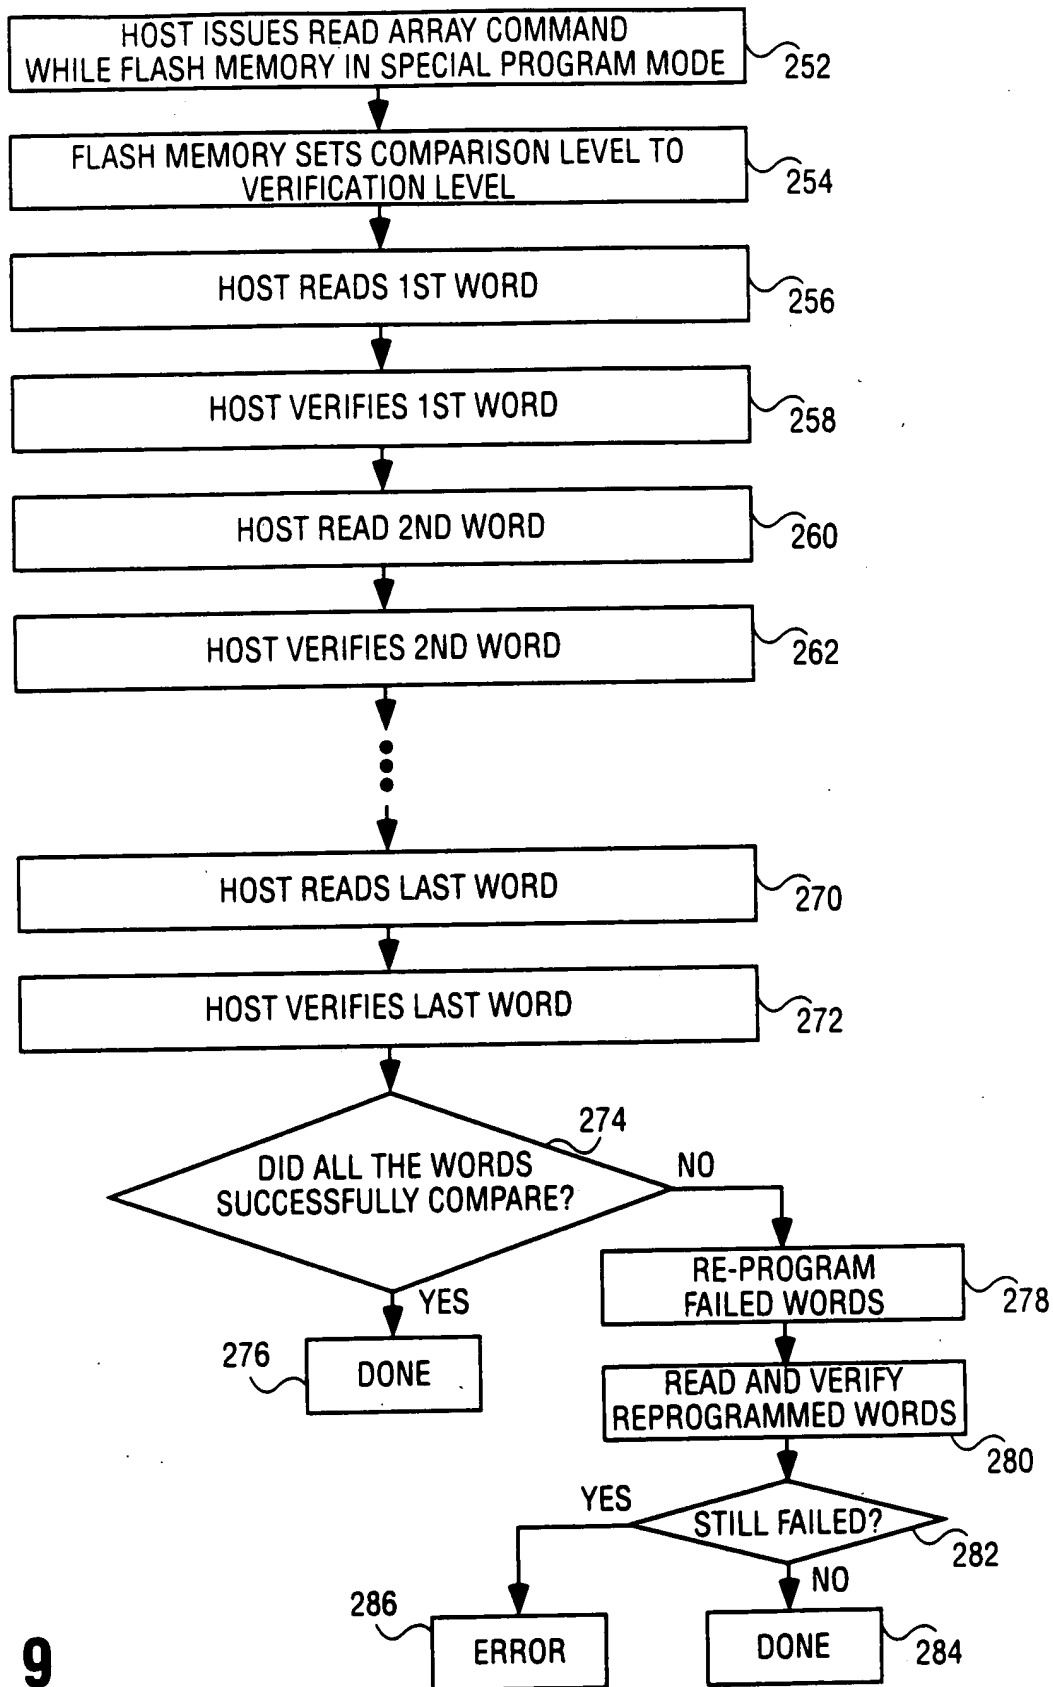 HOST ISSUES READ ARRAY COMMAND
WHILE FLASH MEMORY IN SPECIAL PROGRAM MODE
252
FLASH MEMORY SETS COMPARISON LEVEL TO
VERIFICATION LEVEL
254
HOST READS 1ST WORD
256
HOST VERIFIES 1ST WORD
258
HOST READ 2ND WORD
260
HOST VERIFIES 2ND WORD
262
HOST READS LAST WORD
270
HOST VERIFIES LAST WORD
272
274
DID ALL THE WORDS
SUCCESSFULLY COMPARE?
NO
YES
RE-PROGRAM
FAILED WORDS
278
276
DONE
READ AND VERIFY
REPROGRAMMED WORDS
280
YES
STILL FAILED?
282
NO
286
ERROR
DONE
284
9